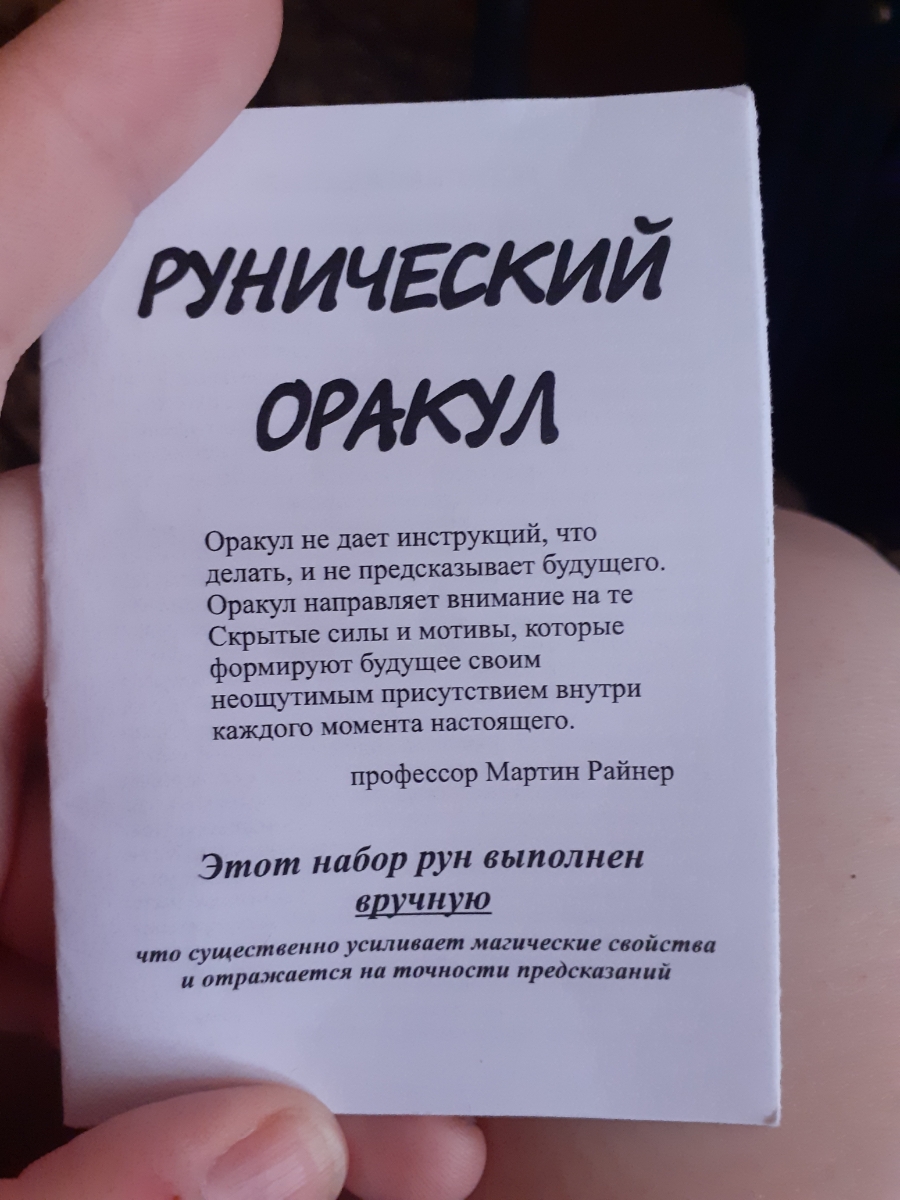 РУНИЧЕСКИЙ
ОРАКУЛ
Оракул не дает инструкций, что
делать, и не предсказывает будущего.
Оракул направляет внимание на те
Скрытые силы и мотивы, которые
формируют будущее своим
неощутимым присутствием внутри
каждого момента настоящего.
профессор Мартин Райнер
Этот набор рун выполнен
вручную
что существенно усиливает магические свойства
и отражается на точности предсказаний